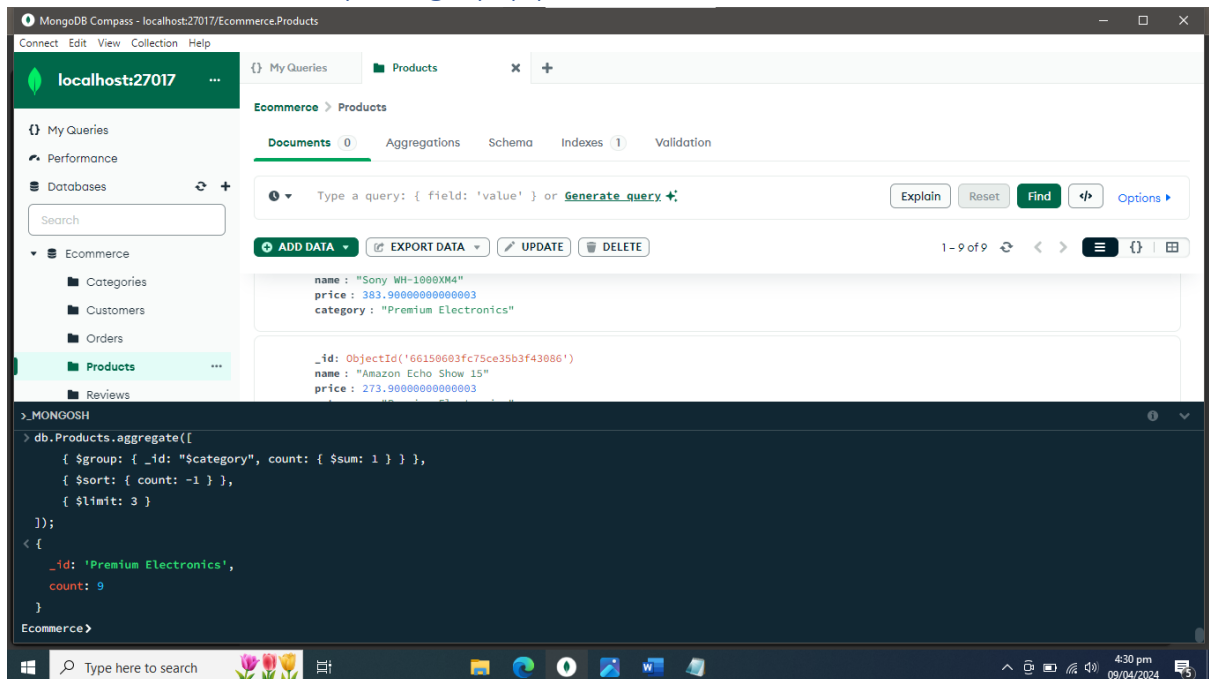 MongoDB Compass - localhost:27017/Ecommerce.Products
Connect Edit View Collection Help
localhost:27017 ...
{} My Queries
Products
Ecommerce > Products
{} My Queries
Performance
Databases
Search
Ecommerce
Categories
Customers
Orders
Products ...
Reviews
Documents 0 Aggregations Schema Indexes 1 Validation
Type a query: { field: 'value' } or Generate query
Explain Reset Find </> Options
ADD DATA EXPORT DATA UPDATE DELETE 1 – 9 of 9 {}
name : "Sony WH-1000XM4"
price : 383.90000000000003
category : "Premium Electronics"
_id: ObjectId('66150603fc75ce35b3f43086')
name : "Amazon Echo Show 15"
price : 273.90000000000003
>_MONGOSH
> db.Products.aggregate([
{ $group: { _id: "$category", count: { $sum: 1 } } },
{ $sort: { count: -1 } },
{ $limit: 3 }
]);
< {
_id: 'Premium Electronics',
count: 9
}
Ecommerce>
Type here to search
4:30 pm
09/04/2024
5